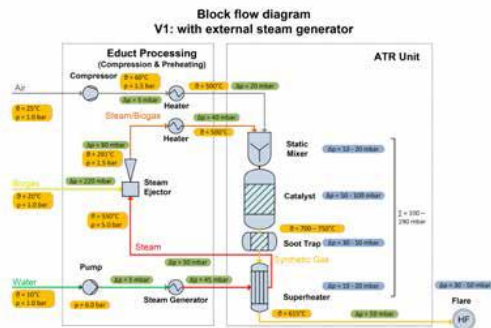 Block flow diagram
V1: with external steam generator
Educt Processing
(Compression & Preheating)
ATR Unit
Compressor
ϑ = 60°C
p = 1.5 bar
ϑ = 500°C
Δp = 20 mbar
Air
Δp = 5 mbar
Heater
ϑ = 25°C
p = 1.0 bar
Steam/Biogas
Δp = 40 mbar
Heater
ϑ = 500°C
Δp = 90 mbar
Static
Mixer
Δp = 10 - 20 mbar
p = 1.5 bar
Biogas
Δp = 220 mbar
Steam
Ejector
Catalyst
Δp = 50 - 100 mbar
ϑ = 20°C
p = 1.0 bar
ϑ = 550°C
p = 5.0 bar
ϑ = 700 – 750°C
Soot Trap
Δp = 30 - 50 mbar
Steam
Synthetic Gas
Δp = 50 mbar
Water
Pump
Δp = 5 mbar
Δp = 45 mbar
Δp = 10 - 20 mbar
Δp = 30 - 50 mbar
Superheater
Flare
ϑ = 10°C
p = 1.0 bar
p = 6.0 bar
Steam Generator
ϑ = 615°C
Δp = 50 mbar
HF